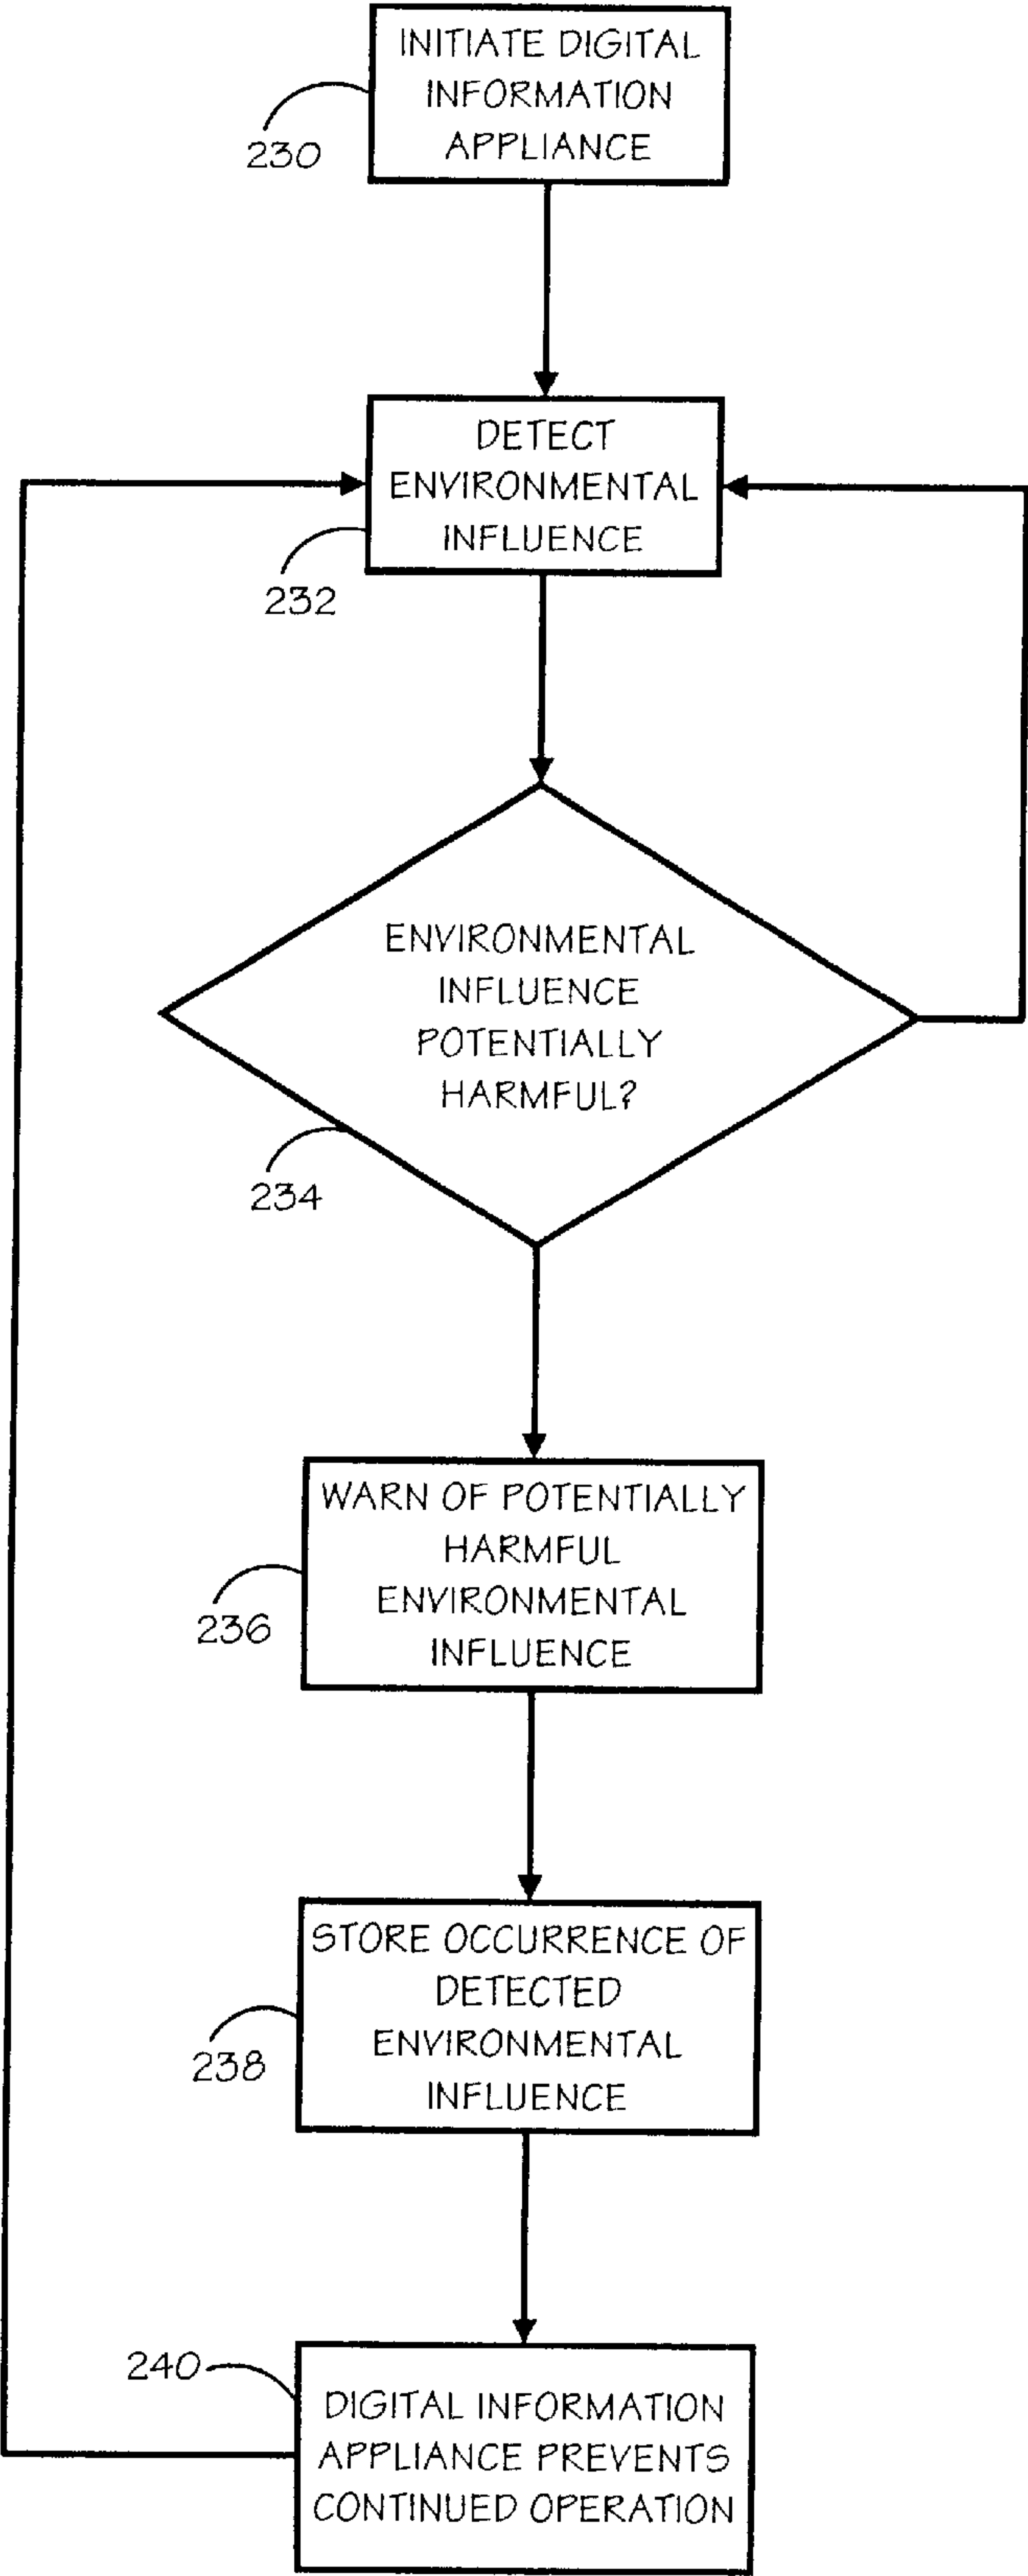 INITIATE DIGITAL
INFORMATION
APPLIANCE
230
DETECT
ENVIRONMENTAL
INFLUENCE
232
ENVIRONMENTAL
INFLUENCE
POTENTIALLY
HARMFUL?
234
WARN OF POTENTIALLY
HARMFUL
ENVIRONMENTAL
INFLUENCE
236
STORE OCCURRENCE OF
DETECTED
ENVIRONMENTAL
INFLUENCE
238
240
DIGITAL INFORMATION
APPLIANCE PREVENTS
CONTINUED OPERATION